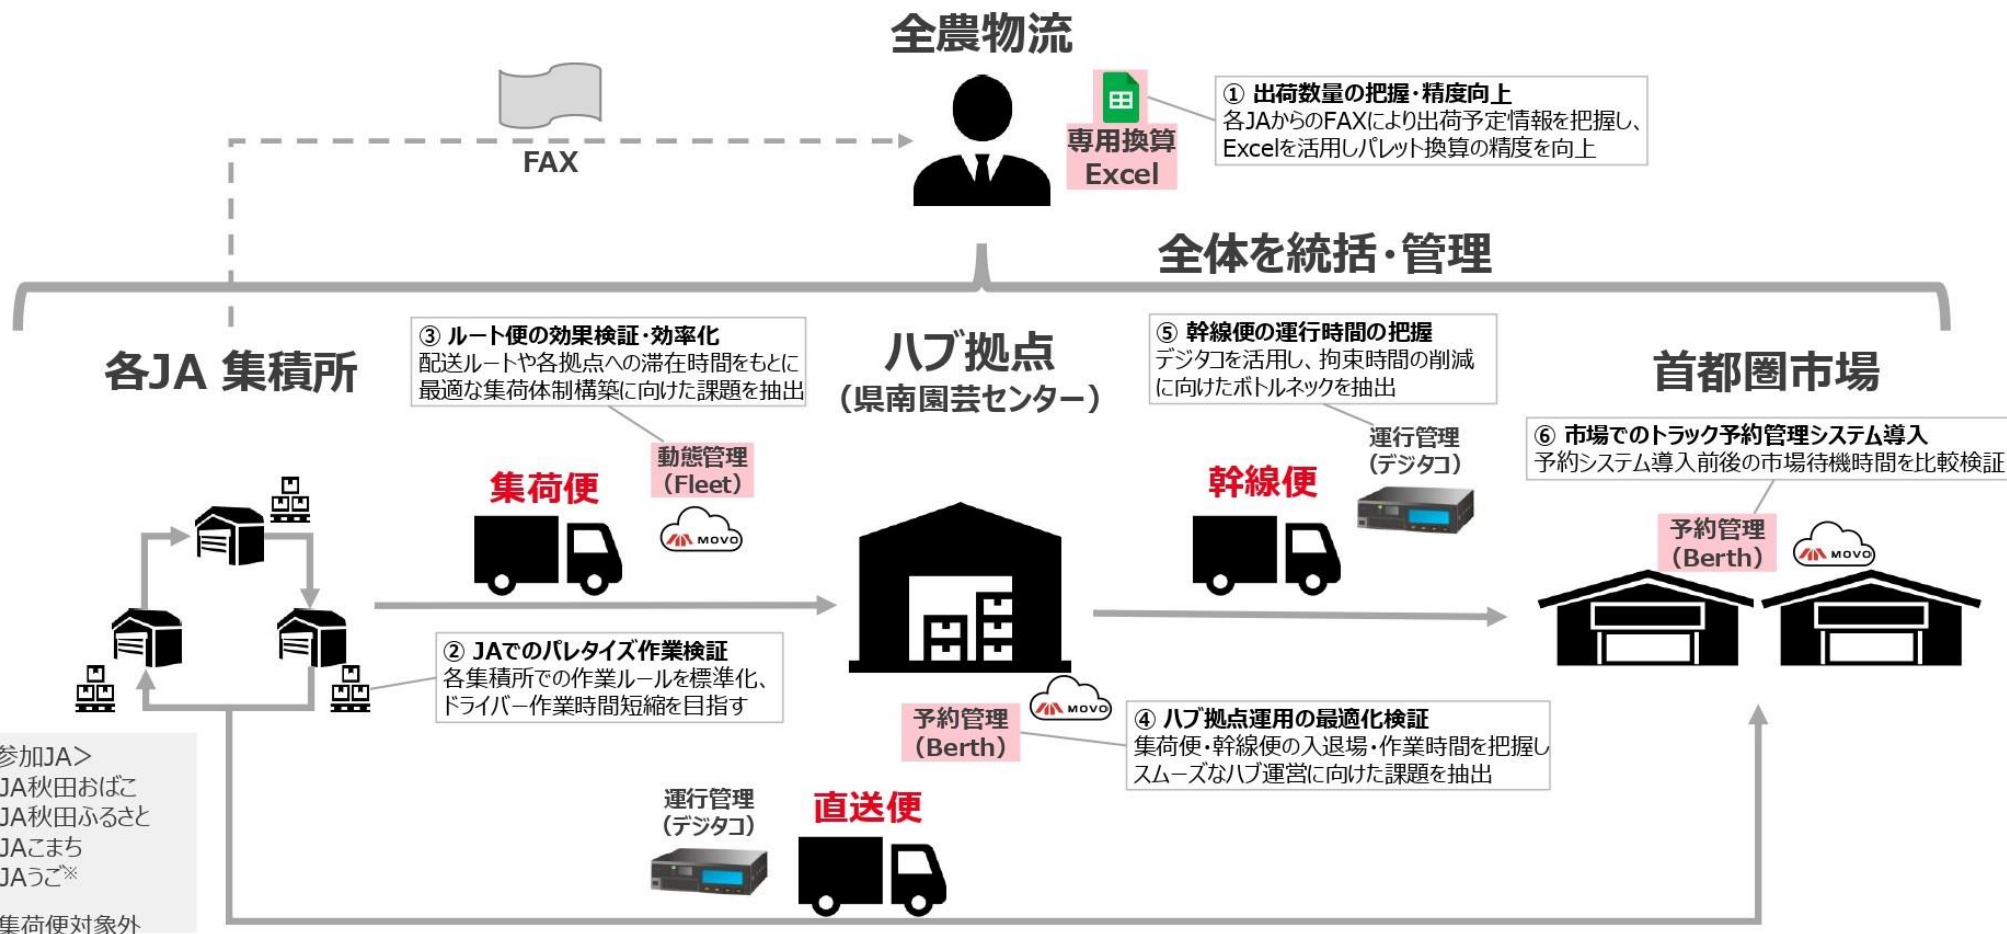 全農物流
FAX
専用換算
Excel
① 出荷数量の把握・精度向上
各JAからのFAXにより出荷予定情報を把握し、
Excelを活用しパレット換算の精度を向上
全体を統括・管理
各JA 集積所
③ ルート便の効果検証・効率化
配送ルートや各拠点への滞在時間をもとに
最適な集荷体制構築に向けた課題を抽出
動態管理
（Fleet）
MOVO
集荷便
ハブ拠点
（県南園芸センター）
⑤ 幹線便の運行時間の把握
デジタコを活用し、拘束時間の削減
に向けたボトルネックを抽出
運行管理
（デジタコ）
幹線便
首都圏市場
⑥ 市場でのトラック予約管理システム導入
予約システム導入前後の市場待機時間を比較検証
予約管理
（Berth）
MOVO
② JAでのパレタイズ作業検証
各集積所での作業ルールを標準化、
ドライバー作業時間短縮を目指す
予約管理
（Berth）
MOVO
④ ハブ拠点運用の最適化検証
集荷便・幹線便の入退場・作業時間を把握し
スムーズなハブ運営に向けた課題を抽出
運行管理
（デジタコ）
直送便
参加JA＞
JA秋田おばこ
JA秋田ふるさと
JAこまち
JAうご※
集荷便対象外